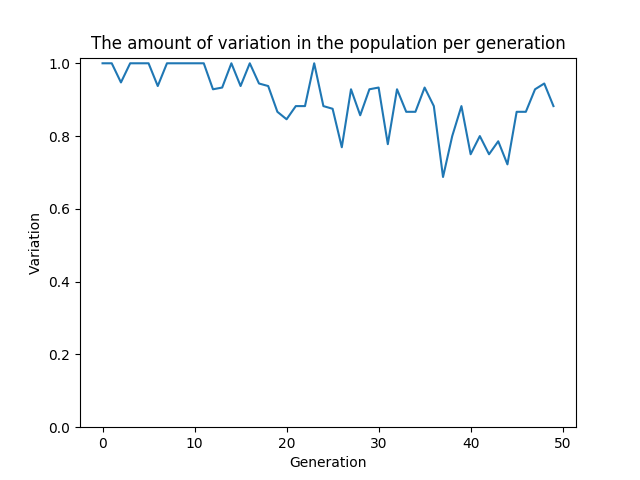 The amount of variation in the population per generation
1.0
0.8
0.6
0.4
0.2
0.0
Variation
0 10 20 30 40 50
Generation